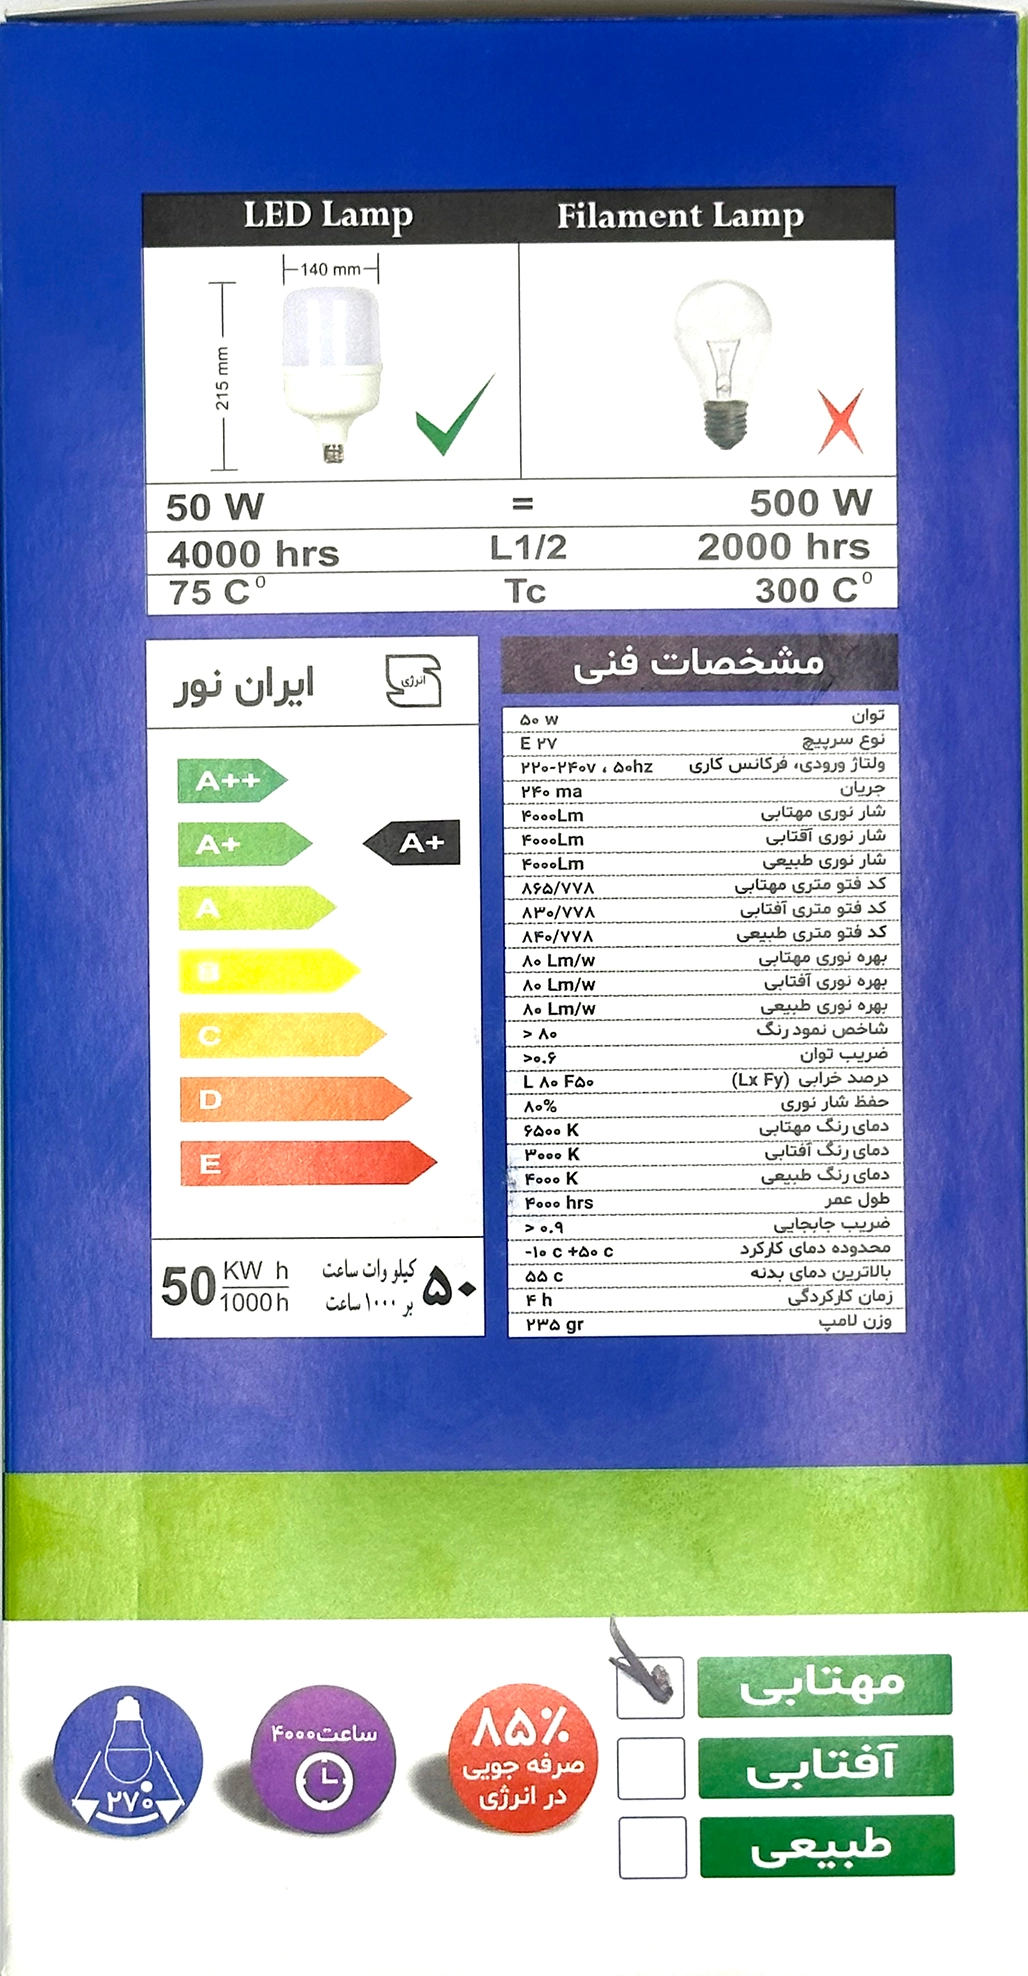 LED Lamp Filament Lamp
140 mm
215 mm
50 W = 500 W
4000 hrs L1/2 2000 hrs
75 C⁰ Tc 300 C⁰
ایران نور
انرژی
A++
A+ A+
A
B
C
D
E
50 KW h / 1000h
۵۰ کیلو وات ساعت
بر ۱۰۰۰ ساعت
مشخصات فنی
توان ۵۰ w
نوع سرپیچ E ۲۷
ولتاژ ورودی، فرکانس کاری ۲۲۰-۲۴۰v ، ۵۰hz
جریان ۲۴۰ ma
شار نوری مهتابی ۴۰۰۰Lm
شار نوری آفتابی ۴۰۰۰Lm
شار نوری طبیعی ۴۰۰۰Lm
کد فتو متری مهتابی ۸۶۵/۷۷۸
کد فتو متری آفتابی ۸۳۰/۷۷۸
کد فتو متری طبیعی ۸۴۰/۷۷۸
بهره نوری مهتابی ۸۰ Lm/w
بهره نوری آفتابی ۸۰ Lm/w
بهره نوری طبیعی ۸۰ Lm/w
شاخص نمود رنگ > ۸۰
ضریب توان >۰.۶
درصد خرابی (Lx Fy) L ۸۰ F۵۰
حفظ شار نوری ۸۰%
دمای رنگ مهتابی ۶۵۰۰ K
دمای رنگ آفتابی ۳۰۰۰ K
دمای رنگ طبیعی ۴۰۰۰ K
طول عمر ۴۰۰۰ hrs
ضریب جابجایی > ۰.۹
محدوده دمای کارکرد -۱۰ c +۵۰ c
بالاترین دمای بدنه ۵۵ c
زمان کارکردگی ۴ h
وزن لامپ ۲۳۵ gr
مهتابی
آفتابی
طبیعی
۸۵٪
صرفه جویی
در انرژی
۴۰۰۰ساعت
۲۷۰